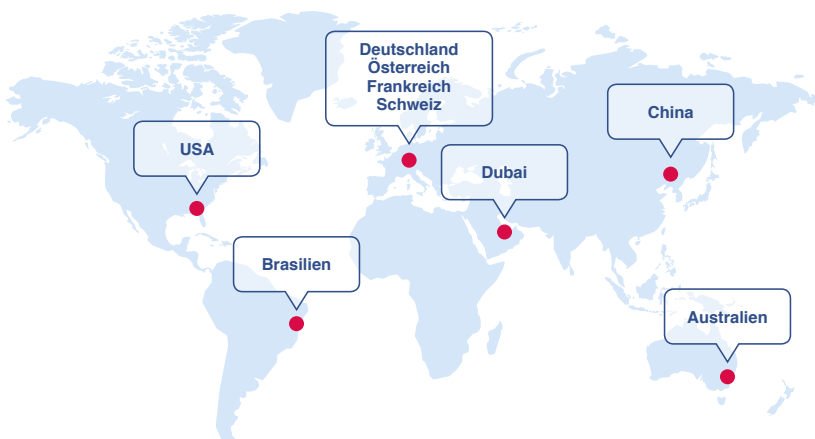 Deutschland
Österreich
Frankreich
Schweiz
China
USA
Dubai
Brasilien
Australien